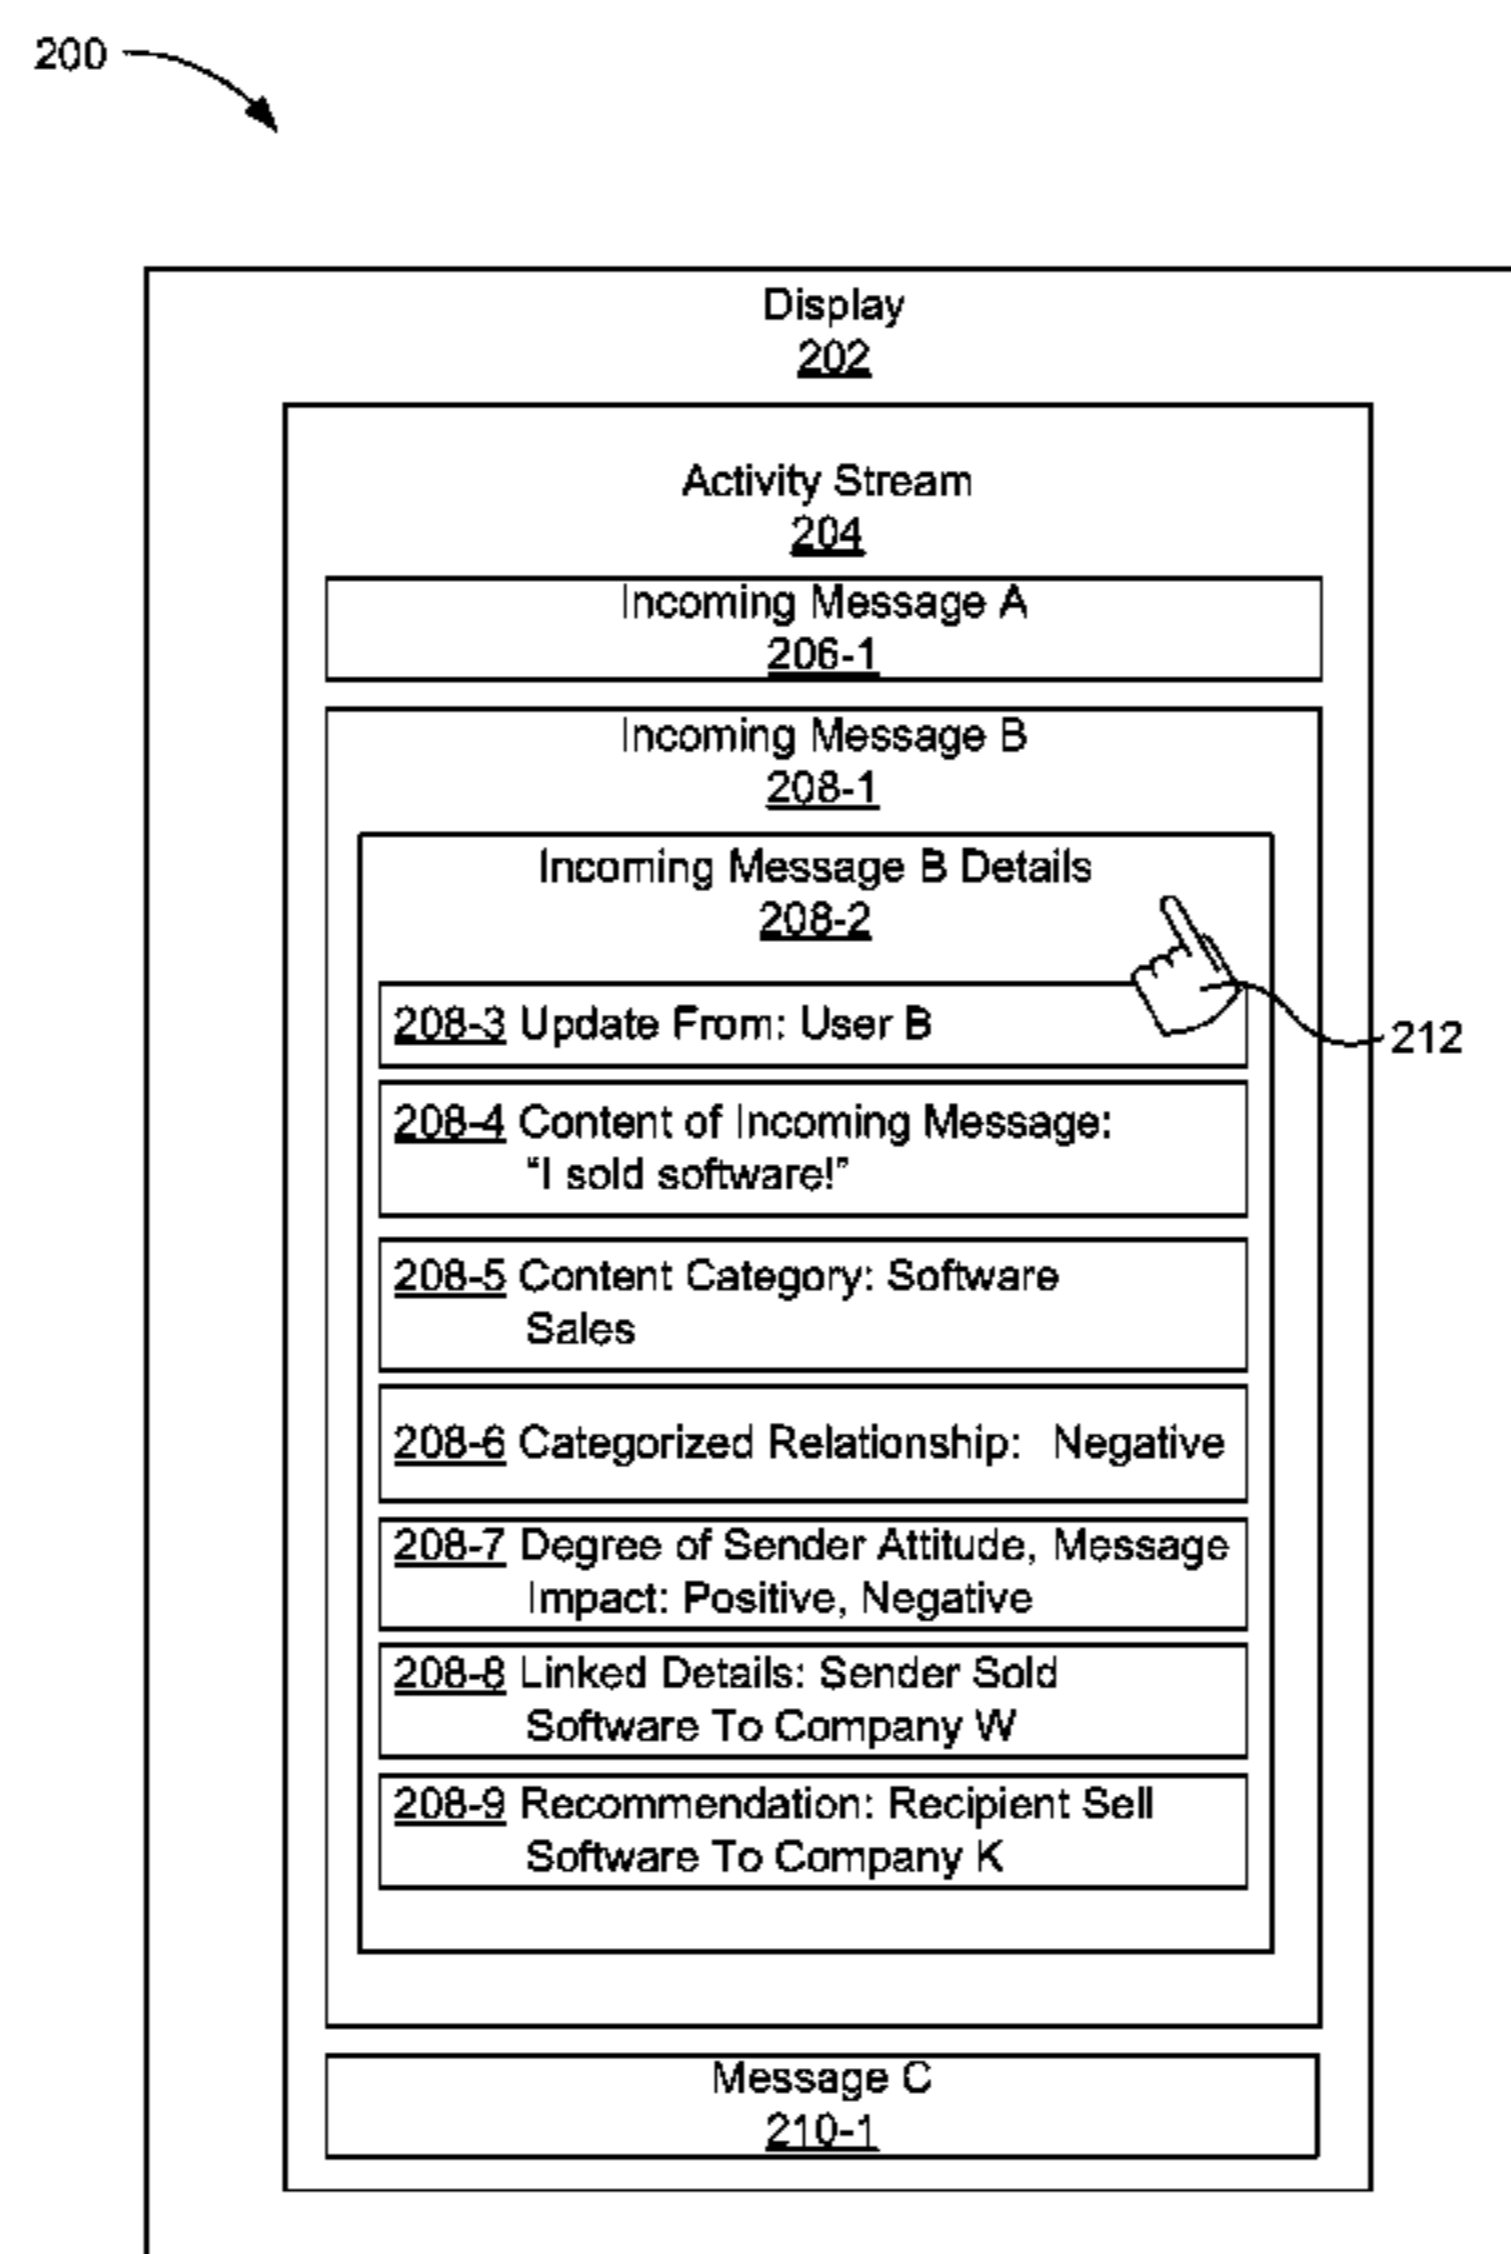 200
Display
202
Activity Stream
204
Incoming Message A
206-1
Incoming Message B
208-1
Incoming Message B Details
208-2
208-3 Update From: User B
212
208-4 Content of Incoming Message:
“I sold software!”
208-5 Content Category: Software
Sales
208-6 Categorized Relationship: Negative
208-7 Degree of Sender Attitude, Message
Impact: Positive, Negative
208-8 Linked Details: Sender Sold
Software To Company W
208-9 Recommendation: Recipient Sell
Software To Company K
Message C
210-1